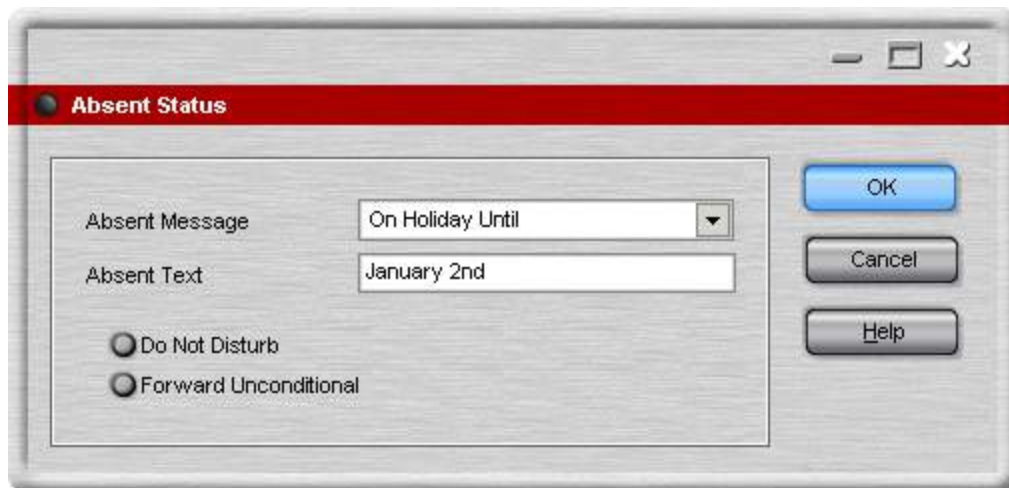 Absent Status
Absent Message
On Holiday Until
Absent Text
January 2nd
Do Not Disturb
Forward Unconditional
OK
Cancel
Help